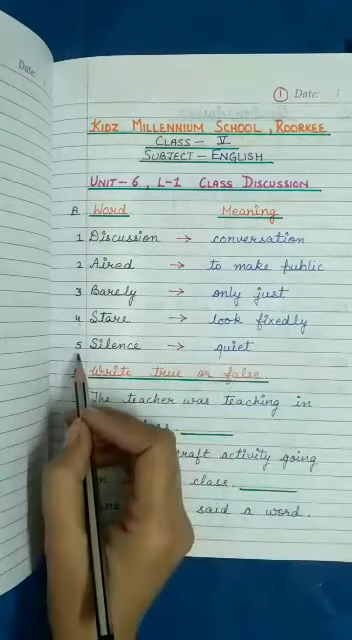 Date:
① Date:
KIDZ MILLENNIUM SCHOOL, ROORKEE
CLASS - V
SUBJECT - ENGLISH
UNIT-6, L-1 CLASS DISCUSSION
A. Word Meaning
1 Discussion → conversation
2 Aired → to make public
3 Barely → only just
4 Stare → look fixedly
5 Silence → quiet
Write true or false.
The teacher was teaching in
craft activity going
class
said a word.